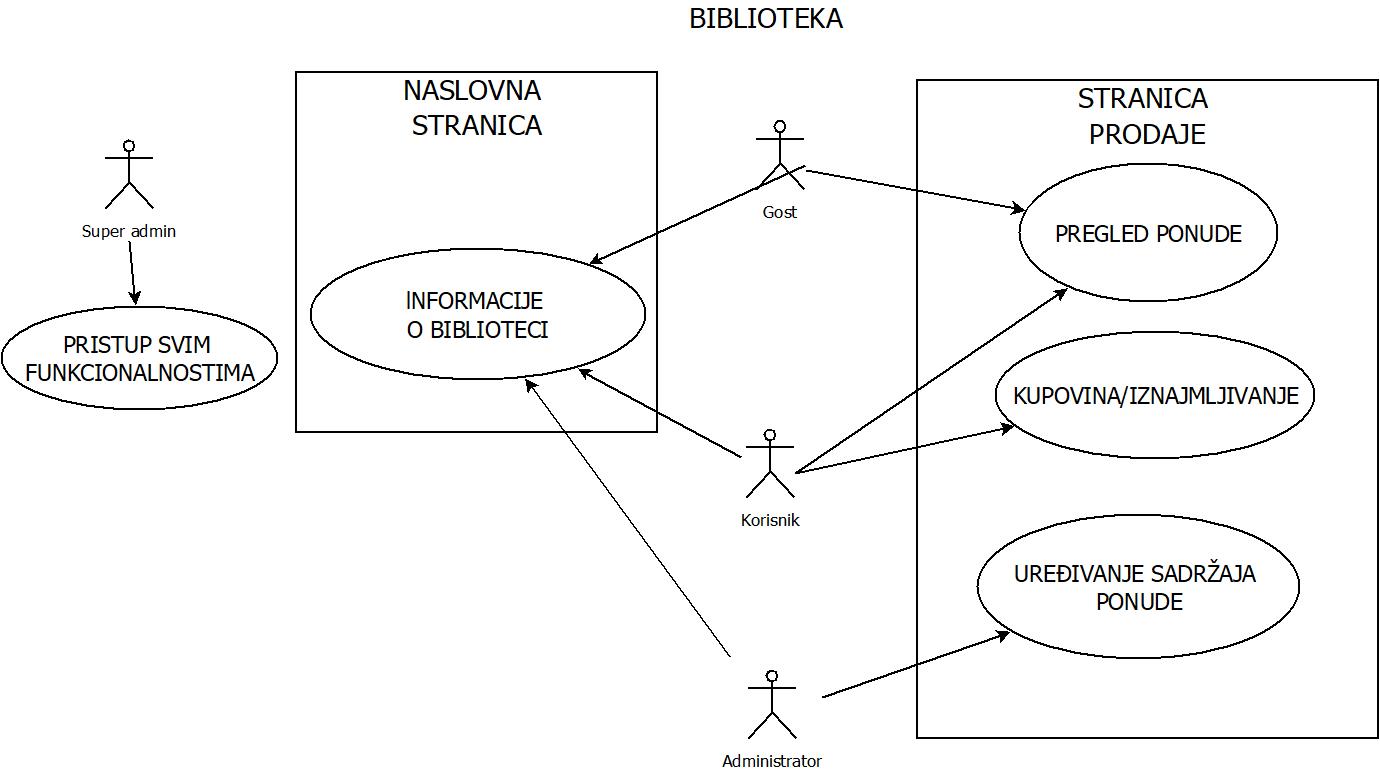 BIBLIOTEKA
NASLOVNA
STRANICA
STRANICA
PRODAJE
Super admin
Gost
PREGLED PONUDE
INFORMACIJE
O BIBLIOTECI
PRISTUP SVIM
FUNKCIONALNOSTIMA
KUPOVINA/IZNAJMLJIVANJE
Korisnik
UREĐIVANJE SADRŽAJA
PONUDE
Administrator